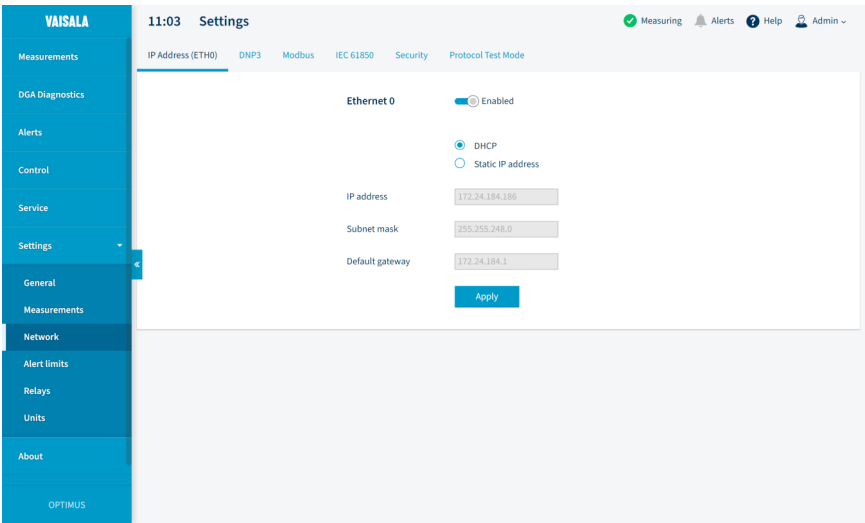 VAISALA
11:03 Settings
Measuring Alerts Help Admin
Measurements
DGA Diagnostics
Alerts
Control
Service
Settings
General
Measurements
Network
Alert limits
Relays
Units
About
OPTIMUS
IP Address (ETH0) DNP3 Modbus IEC 61850 Security Protocol Test Mode
Ethernet 0 Enabled
DHCP
Static IP address
IP address 172.24.184.186
Subnet mask 255.255.248.0
Default gateway 172.24.184.1
Apply